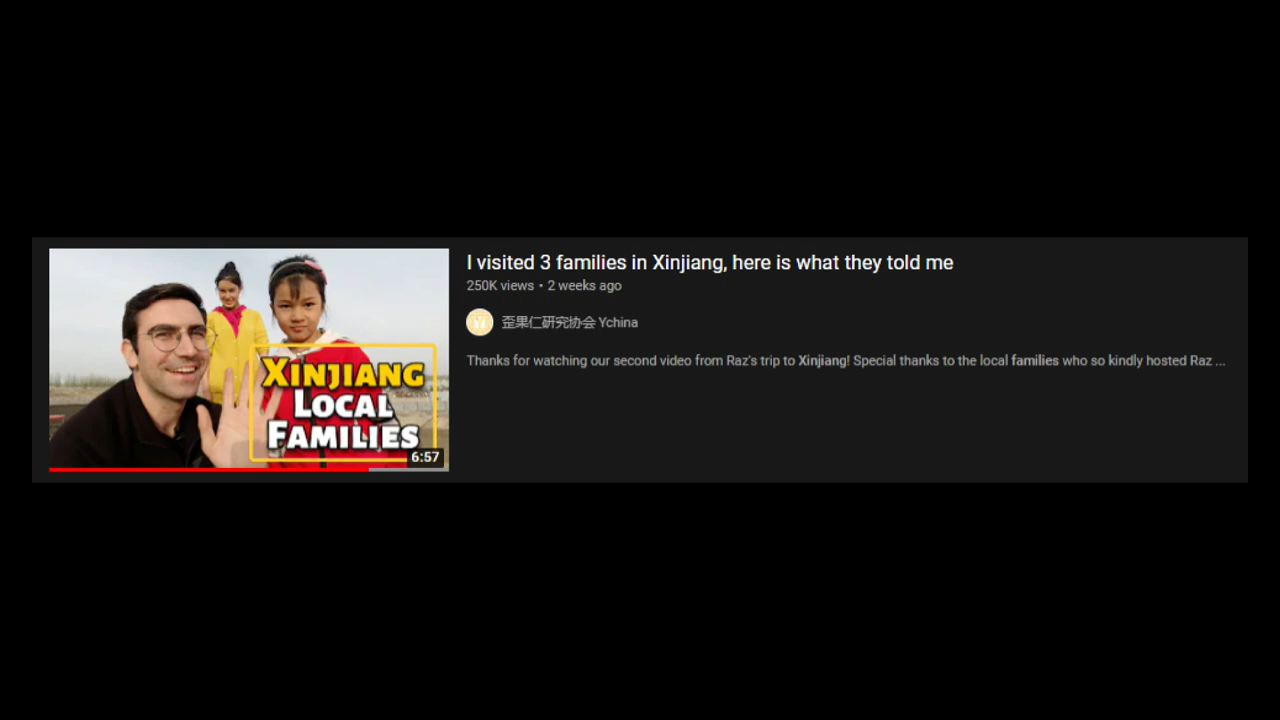 XINJIANG
LOCAL
FAMILIES
6:57
I visited 3 families in Xinjiang, here is what they told me
250K views • 2 weeks ago
歪果仁研究协会 Ychina
Thanks for watching our second video from Raz's trip to Xinjiang! Special thanks to the local families who so kindly hosted Raz ...